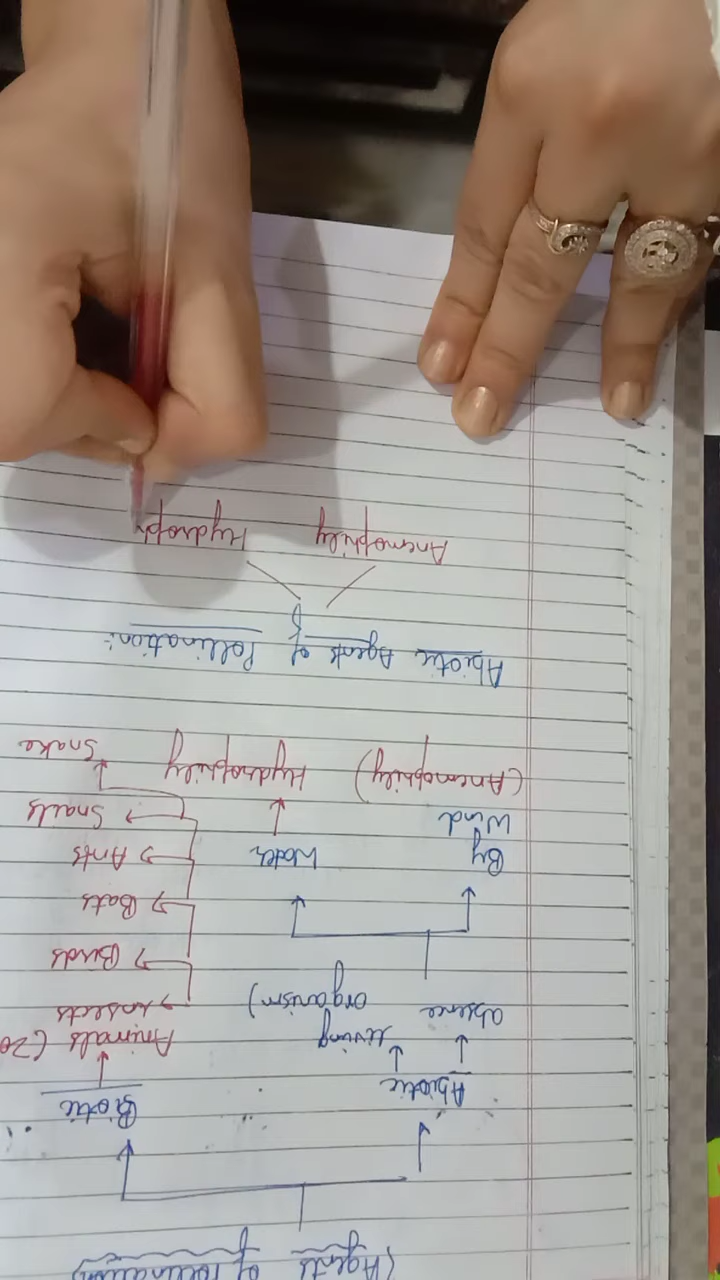 (Agents of Pollination)
Abiotic Biotic
absence living organism) Animals (zo
→ insects
→ Birds
→ Bats
By Wind Water → Ants
→ Snails
(Anemophily) Hydrophily Snake
Abiotic Agents of Pollination:
Anemophily Hydroph